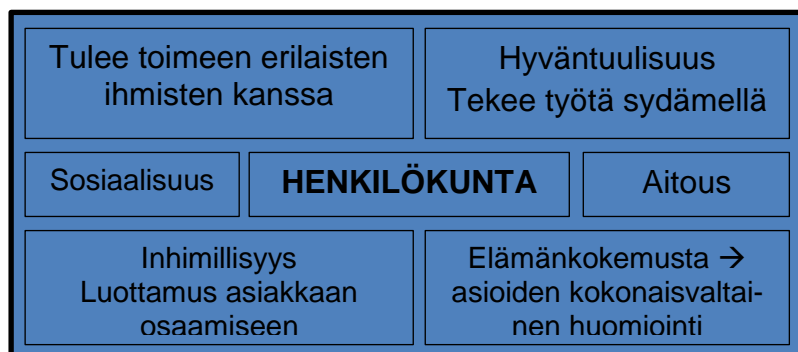 Tulee toimeen erilaisten
ihmisten kanssa
Hyväntuulisuus
Tekee työtä sydämellä
Sosiaalisuus
HENKILÖKUNTA
Aitous
Inhimillisyys
Luottamus asiakkaan
osaamiseen
Elämänkokemusta →
asioiden kokonaisvaltai-
nen huomiointi